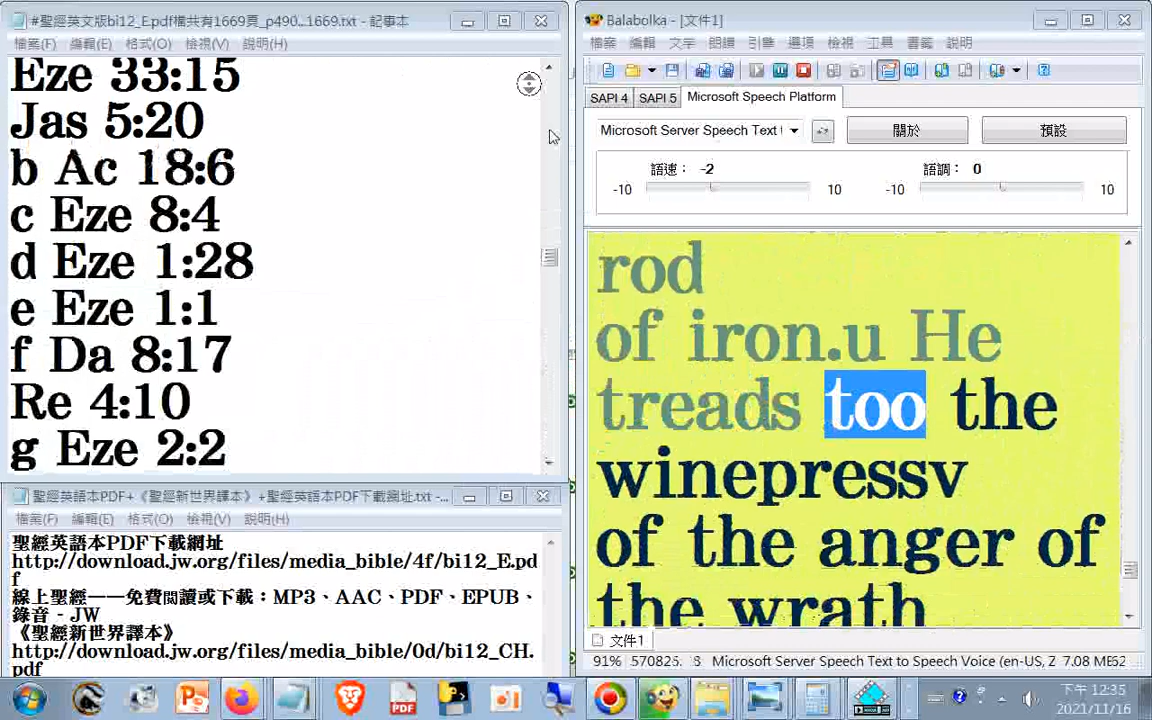 #聖經英文版bi12_E.pdf檔共有1669頁_p490...1669.txt - 記事本
檔案(F) 編輯(E) 格式(O) 檢視(V) 說明(H)
Eze 33:15
Jas 5:20
b Ac 18:6
c Eze 8:4
d Eze 1:28
e Eze 1:1
f Da 8:17
Re 4:10
g Eze 2:2
聖經英語本PDF+《聖經新世界譯本》+聖經英語本PDF下載網址.txt - ...
檔案(F) 編輯(E) 格式(O) 檢視(V) 說明(H)
聖經英語本PDF下載網址
http://download.jw.org/files/media_bible/4f/bi12_E.pd
f
線上聖經——免費閱讀或下載：MP3、AAC、PDF、EPUB、
錄音 - JW
《聖經新世界譯本》
http://download.jw.org/files/media_bible/0d/bi12_CH.
pdf
Balabolka - [文件1]
檔案 編輯 文字 朗讀 引擎 選項 檢視 工具 書籤 說明
SAPI 4 SAPI 5 Microsoft Speech Platform
Microsoft Server Speech Text 關於 預設
語速： -2 語調： 0
-10 10 -10 10
rod
of iron.u He
treads too the
winepressv
of the anger of
the wrath
文件1
91% 570825. Microsoft Server Speech Text to Speech Voice (en-US, Z 7.08 ME
下午 12:35
2021/11/16